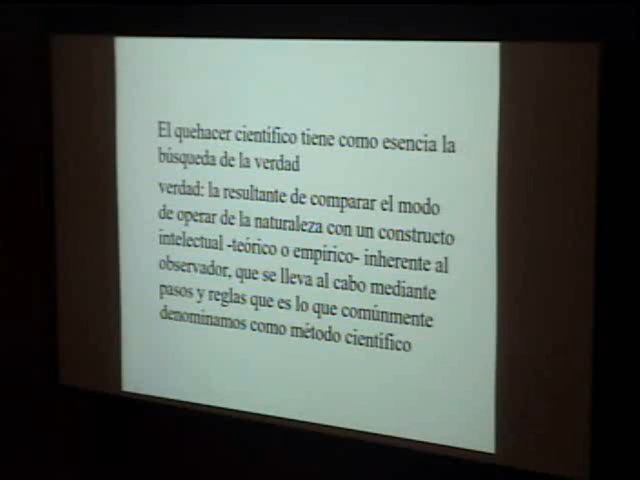 El quehacer científico tiene como esencia la
búsqueda de la verdad
verdad: la resultante de comparar el modo
de operar de la naturaleza con un constructo
intelectual -teórico o empírico- inherente al
observador, que se lleva al cabo mediante
pasos y reglas que es lo que comúnmente
denominamos como método científico